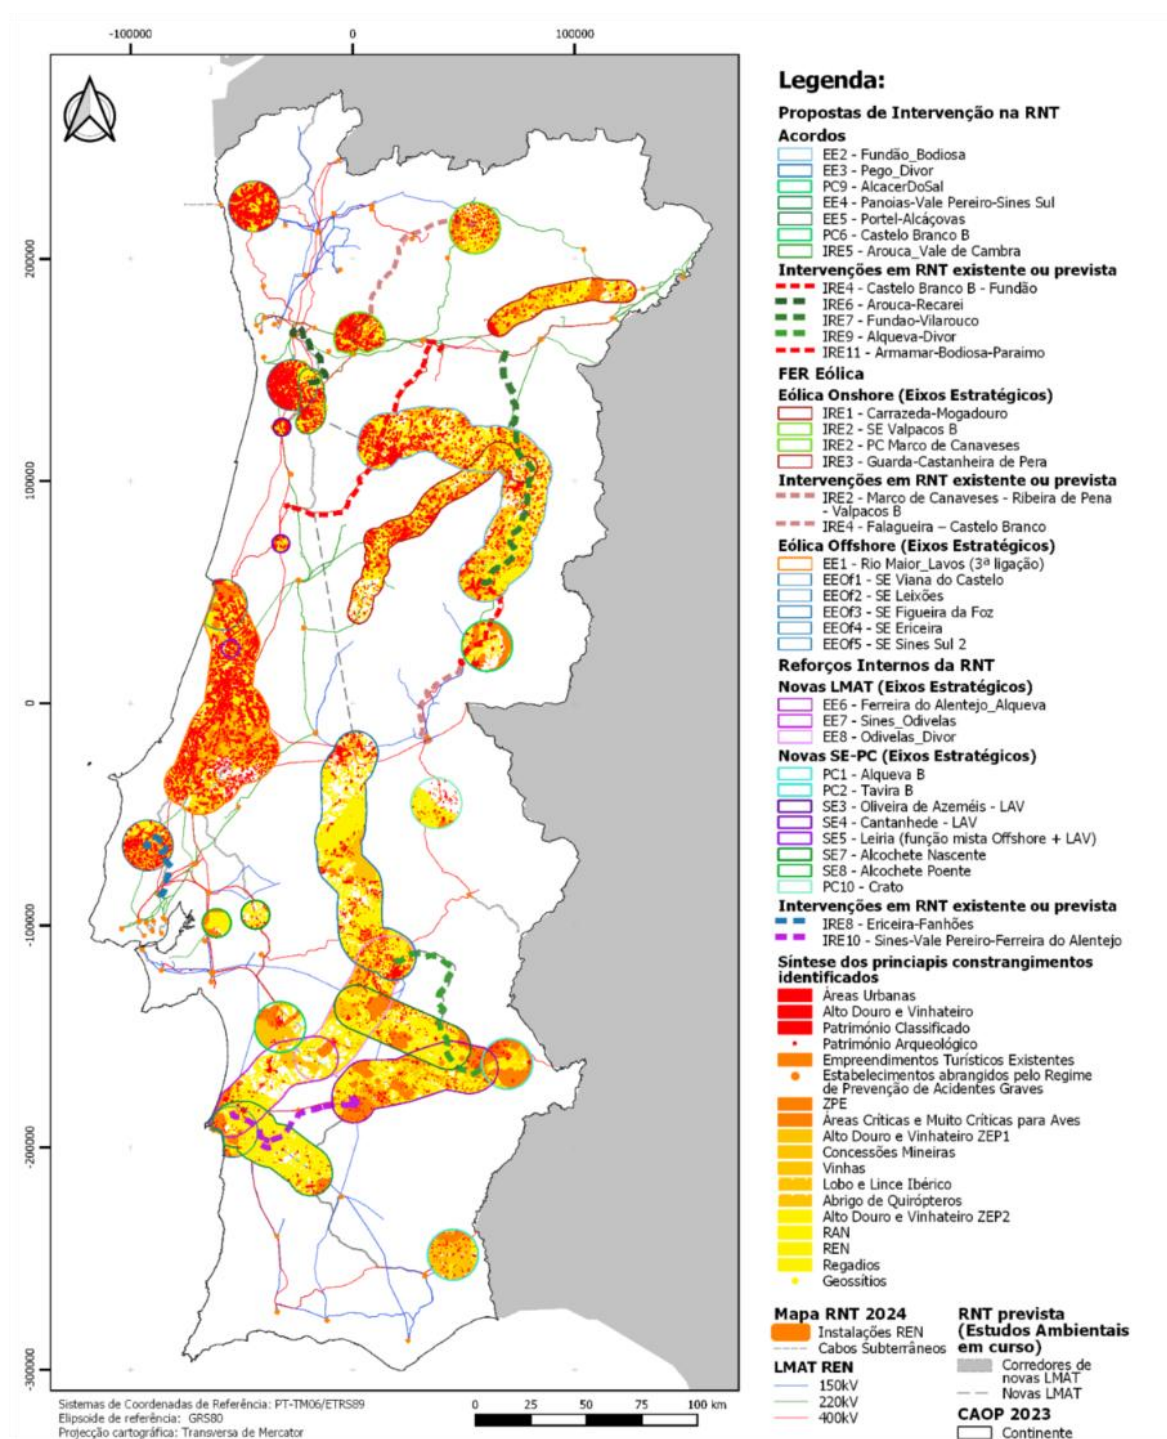 -100000
0
100000
200000
100000
0
-100000
-200000
-300000
Legenda:
Propostas de Intervenção na RNT
Acordos
EE2 - Fundão_Bodiosa
EE3 - Pego_Divor
PC9 - AlcacerDoSal
EE4 - Panoias-Vale Pereiro-Sines Sul
EE5 - Portel-Alcáçovas
PC6 - Castelo Branco B
IRE5 - Arouca_Vale de Cambra
Intervenções em RNT existente ou prevista
IRE4 - Castelo Branco B - Fundão
IRE6 - Arouca-Recarei
IRE7 - Fundao-Vilarouco
IRE9 - Alqueva-Divor
IRE11 - Armamar-Bodiosa-Paraimo
FER Eólica
Eólica Onshore (Eixos Estratégicos)
IRE1 - Carrazeda-Mogadouro
IRE2 - SE Valpacos B
IRE2 - PC Marco de Canaveses
IRE3 - Guarda-Castanheira de Pera
Intervenções em RNT existente ou prevista
IRE2 - Marco de Canaveses - Ribeira de Pena
- Valpacos B
IRE4 - Falagueira – Castelo Branco
Eólica Offshore (Eixos Estratégicos)
EE1 - Rio Maior_Lavos (3ª ligação)
EEOf1 - SE Viana do Castelo
EEOf2 - SE Leixões
EEOf3 - SE Figueira da Foz
EEOf4 - SE Ericeira
EEOf5 - SE Sines Sul 2
Reforços Internos da RNT
Novas LMAT (Eixos Estratégicos)
EE6 - Ferreira do Alentejo_Alqueva
EE7 - Sines_Odivelas
EE8 - Odivelas_Divor
Novas SE-PC (Eixos Estratégicos)
PC1 - Alqueva B
PC2 - Tavira B
SE3 - Oliveira de Azeméis - LAV
SE4 - Cantanhede - LAV
SE5 - Leiria (função mista Offshore + LAV)
SE7 - Alcochete Nascente
SE8 - Alcochete Poente
PC10 - Crato
Intervenções em RNT existente ou prevista
IRE8 - Ericeira-Fanhões
IRE10 - Sines-Vale Pereiro-Ferreira do Alentejo
Síntese dos princiapis constrangimentos
identificados
Áreas Urbanas
Alto Douro e Vinhateiro
Património Classificado
Património Arqueológico
Empreendimentos Turísticos Existentes
Estabelecimentos abrangidos pelo Regime
de Prevenção de Acidentes Graves
ZPE
Áreas Críticas e Muito Críticas para Aves
Alto Douro e Vinhateiro ZEP1
Concessões Mineiras
Vinhas
Lobo e Lince Ibérico
Abrigo de Quirópteros
Alto Douro e Vinhateiro ZEP2
RAN
REN
Regadios
Geossítios
Mapa RNT 2024
Instalações REN
Cabos Subterrâneos
LMAT REN
150kV
220kV
400kV
RNT prevista
(Estudos Ambientais
em curso)
Corredores de
novas LMAT
Novas LMAT
CAOP 2023
Continente
Sistemas de Coordenadas de Referência: PT-TM06/ETRS89
Elipsoide de referência: GRS80
Projecção cartográfica: Transversa de Mercator
0 25 50 75 100 km